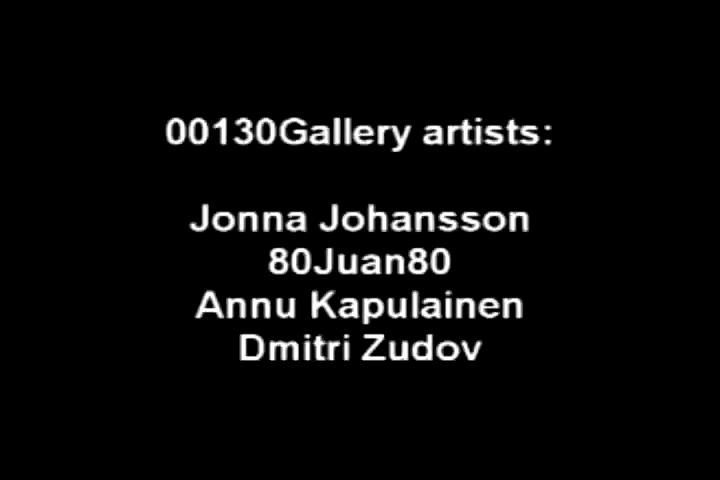 00130Gallery artists:
Jonna Johansson
80Juan80
Annu Kapulainen
Dmitri Zudov